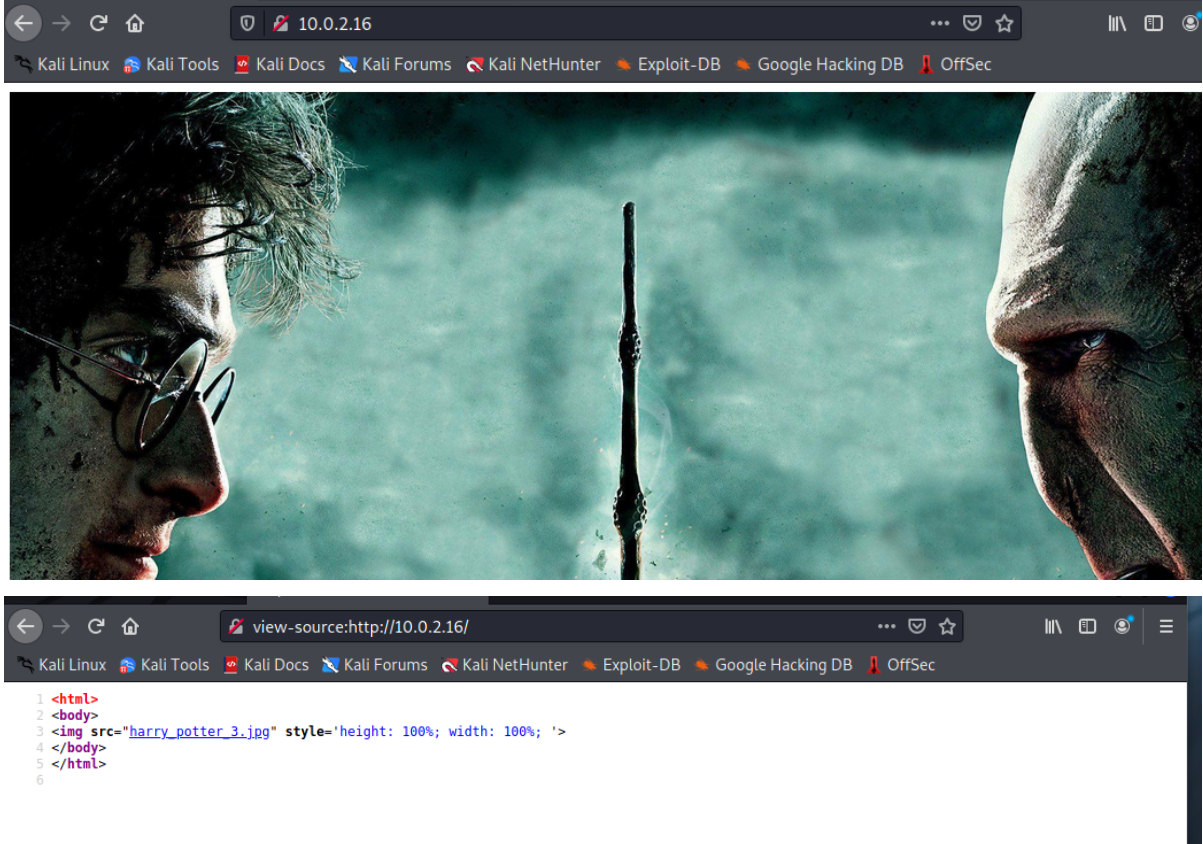 10.0.2.16
Kali Linux Kali Tools Kali Docs Kali Forums Kali NetHunter Exploit-DB Google Hacking DB OffSec
view-source:http://10.0.2.16/
Kali Linux Kali Tools Kali Docs Kali Forums Kali NetHunter Exploit-DB Google Hacking DB OffSec
1 <html>
2 <body>
3 <img src="harry_potter_3.jpg" style='height: 100%; width: 100%; '>
4 </body>
5 </html>
6